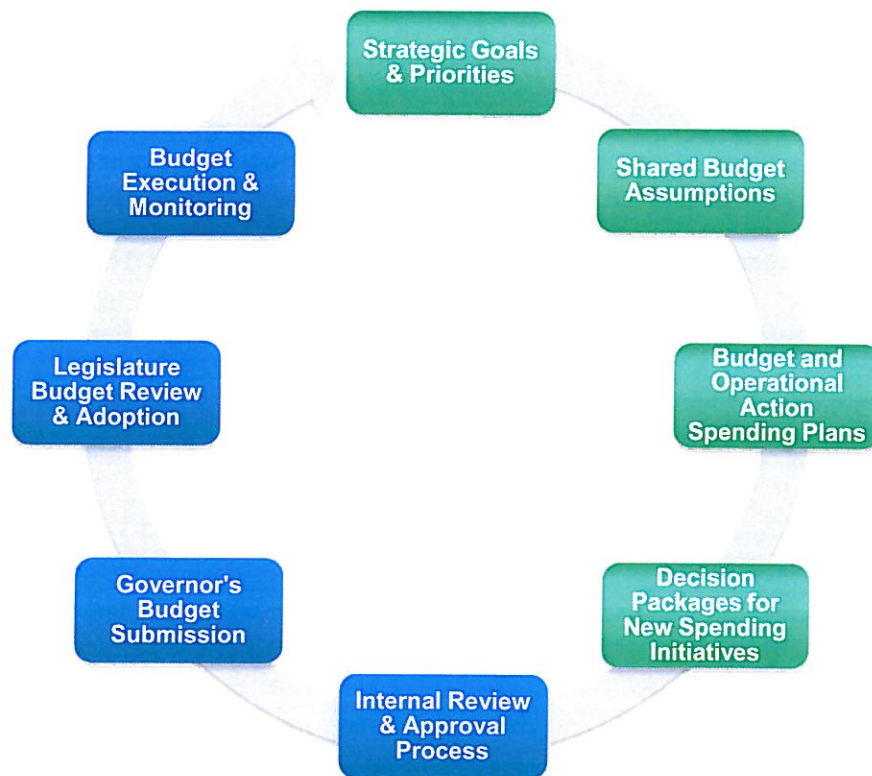 Strategic Goals
& Priorities
Shared Budget
Assumptions
Budget and
Operational
Action
Spending Plans
Decision
Packages for
New Spending
Initiatives
Internal Review
& Approval
Process
Governor's
Budget
Submission
Legislature
Budget Review
& Adoption
Budget
Execution &
Monitoring